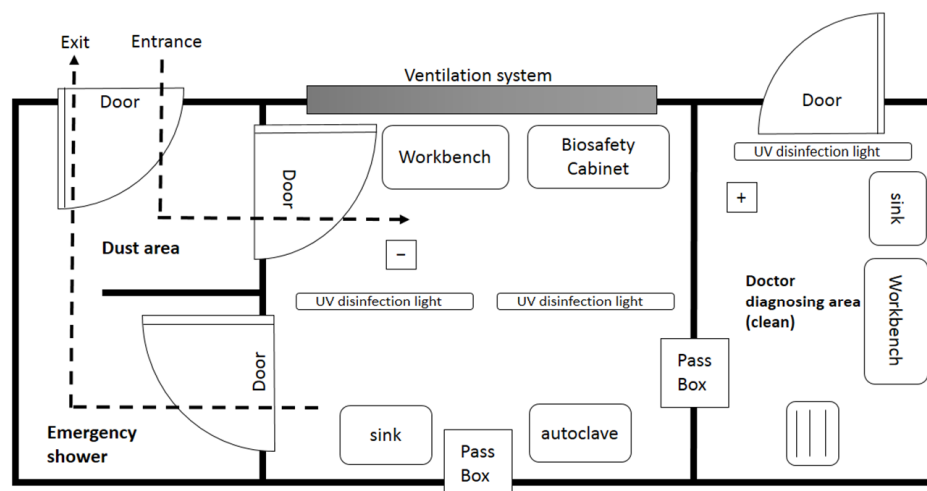 Exit
Entrance
Ventilation system
Door
Door
Door
Workbench
Biosafety
Cabinet
UV disinfection light
+
sink
Dust area
−
UV disinfection light
UV disinfection light
Doctor
diagnosing area
(clean)
Workbench
Door
Pass
Box
Emergency
shower
sink
autoclave
Pass
Box